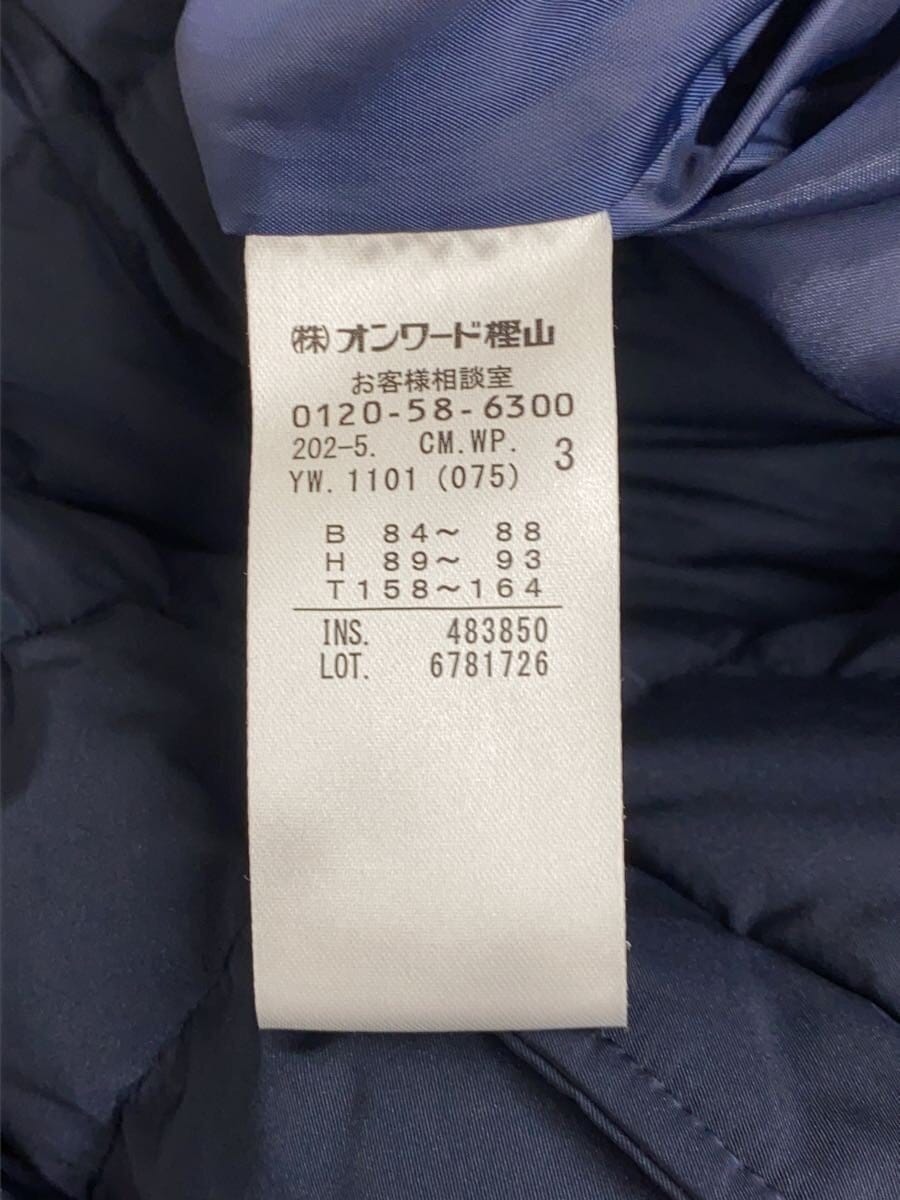 ㈱オンワード樫山
お客様相談室
0120-58-6300
202-5. CM.WP. 3
YW.1101 (075)
B 84〜 88
H 89〜 93
T158〜164
INS. 483850
LOT. 6781726